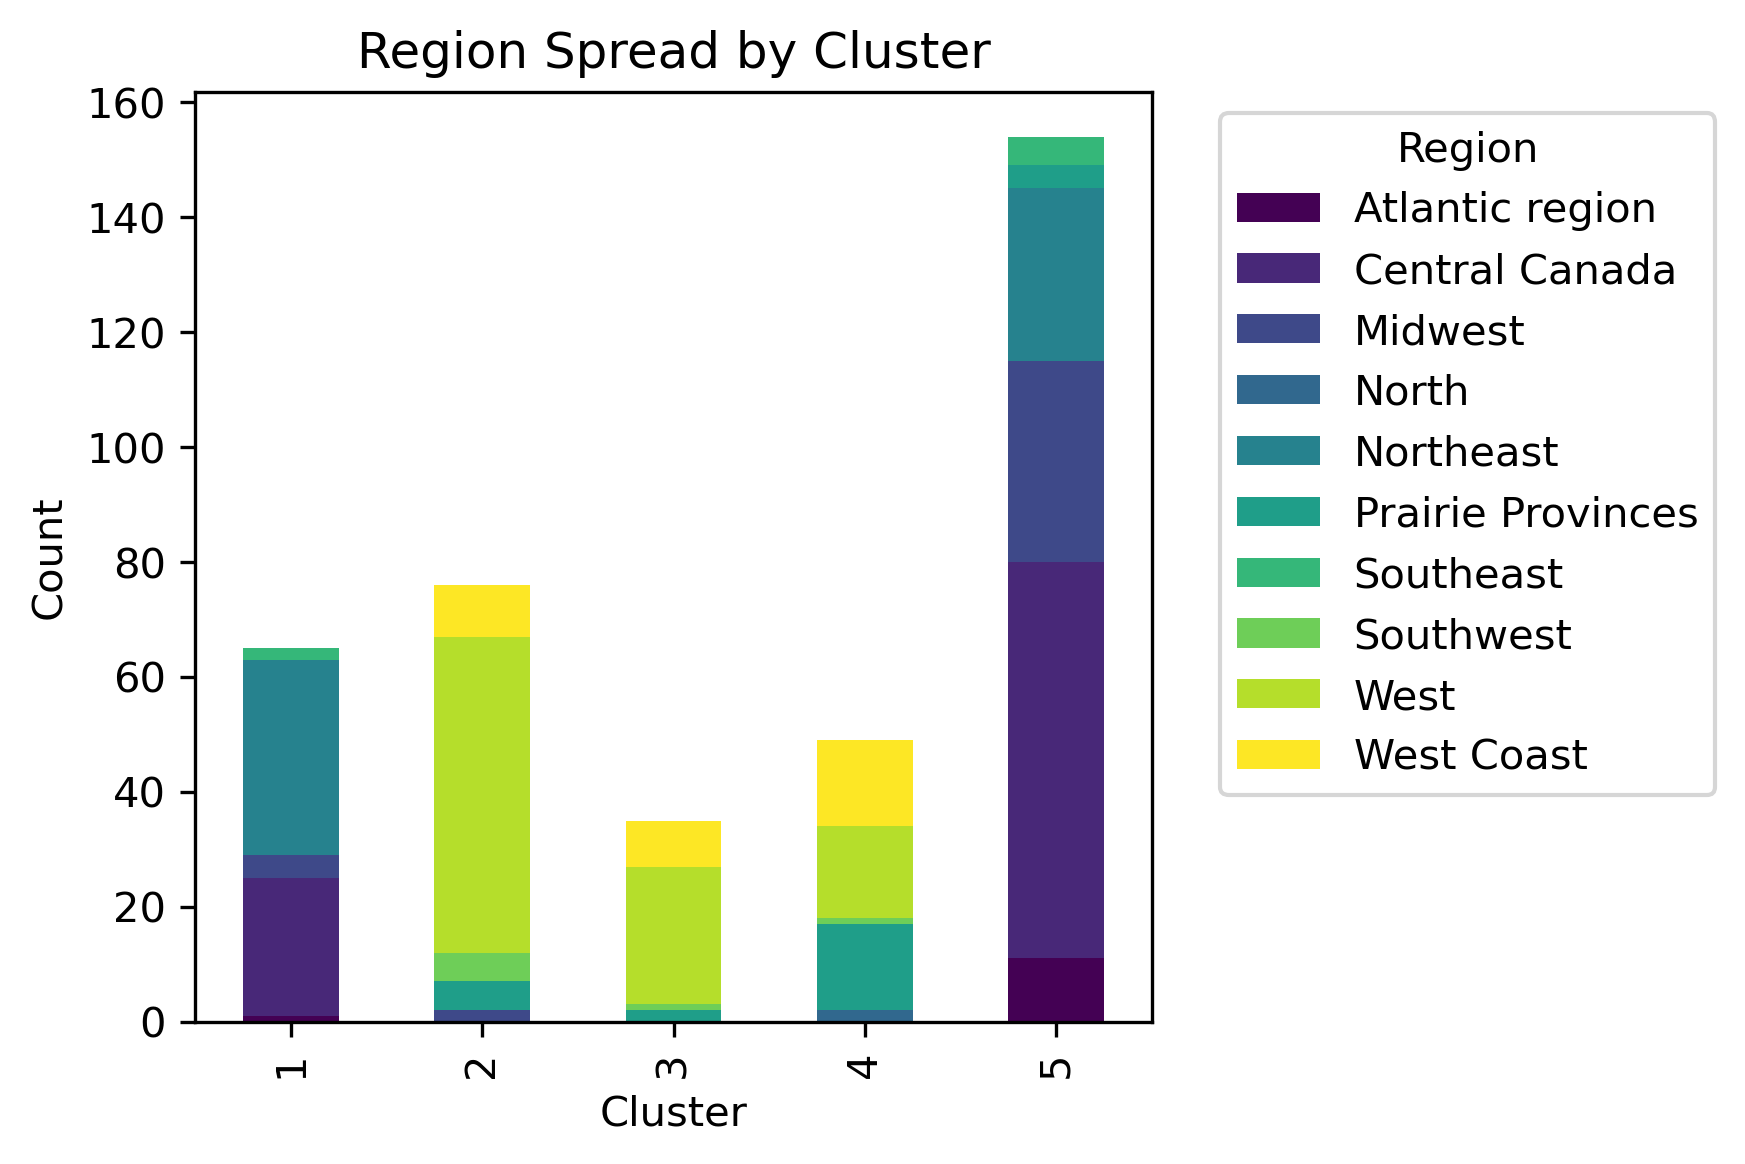 Region Spread by Cluster
160
140
120
100
80
60
40
20
0
Count
1
2
3
4
5
Cluster
Region
Atlantic region
Central Canada
Midwest
North
Northeast
Prairie Provinces
Southeast
Southwest
West
West Coast